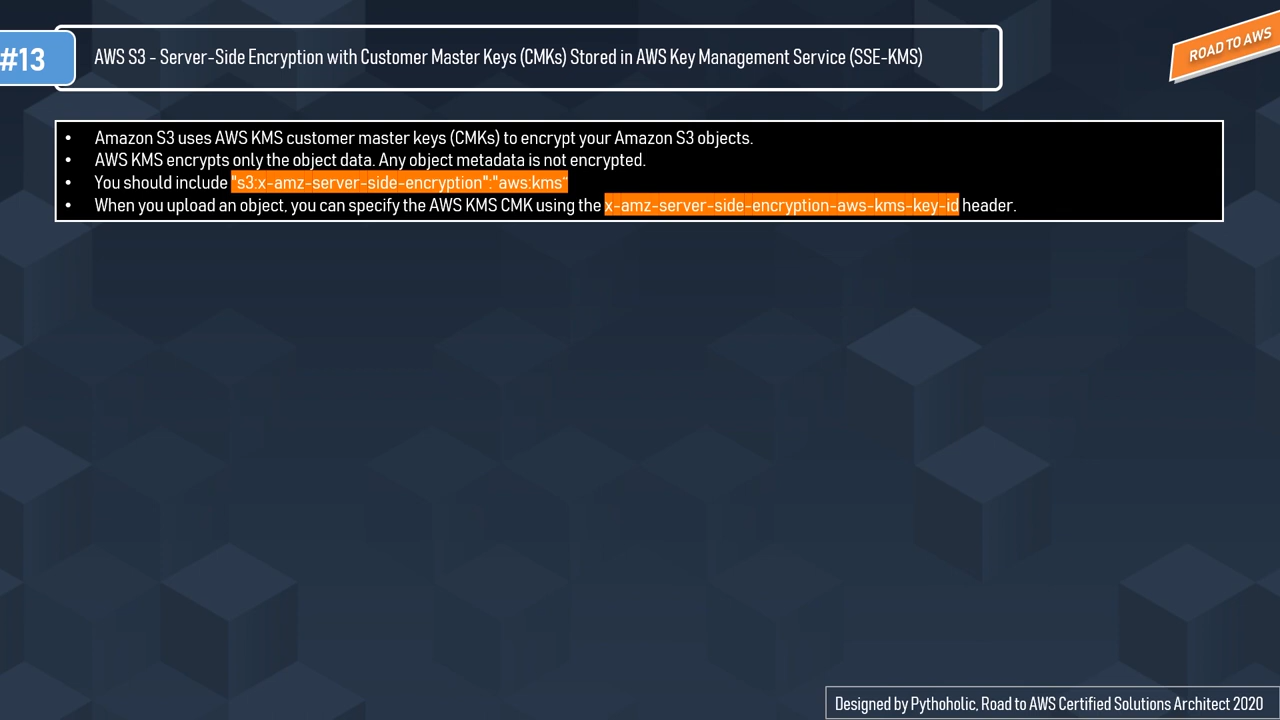 #13
AWS S3 - Server-Side Encryption with Customer Master Keys (CMKs) Stored in AWS Key Management Service (SSE-KMS)
ROAD TO AWS
• Amazon S3 uses AWS KMS customer master keys (CMKs) to encrypt your Amazon S3 objects.
• AWS KMS encrypts only the object data. Any object metadata is not encrypted.
• You should include "s3:x-amz-server-side-encryption":"aws:kms“
• When you upload an object, you can specify the AWS KMS CMK using the x-amz-server-side-encryption-aws-kms-key-id header.
Designed by Pythoholic, Road to AWS Certified Solutions Architect 2020